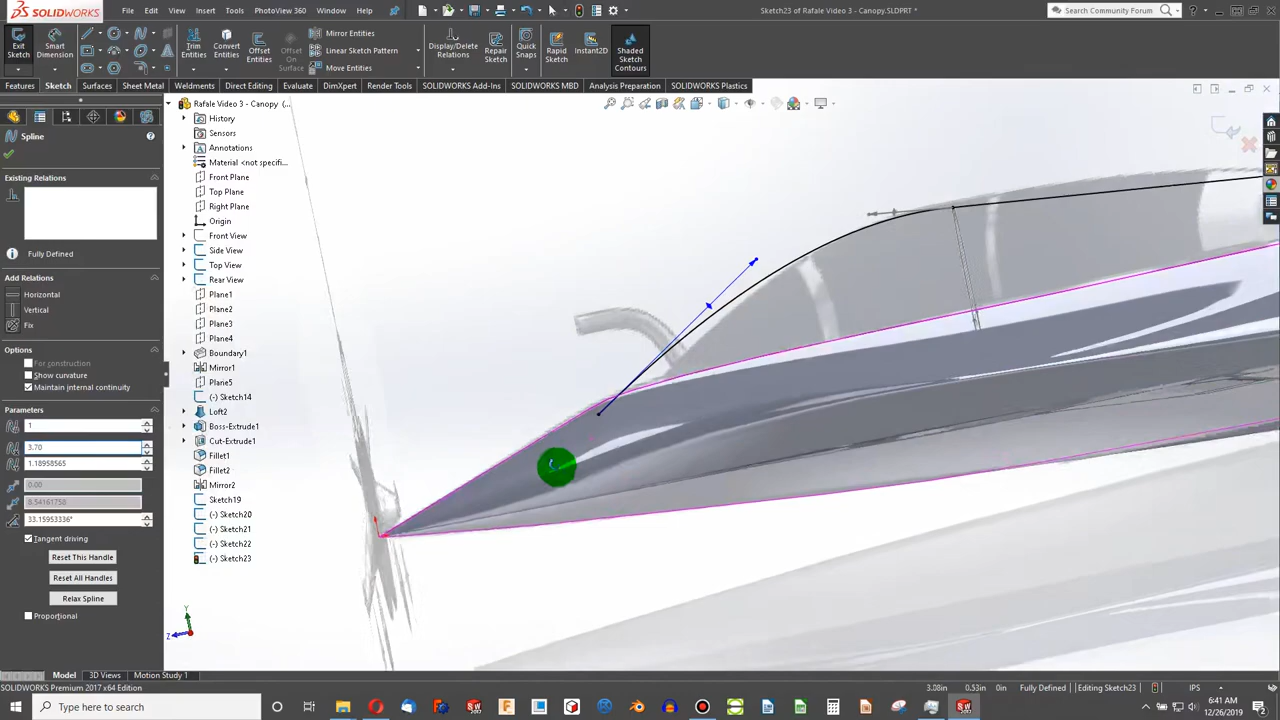 SOLIDWORKS
File Edit View Insert Tools Window PhotoView 360 Help
Sketch23 of Rafale Video 3 - Canopy.SLDPRT *
Search Community Forum
Exit Sketch
Smart Dimension
Trim Entities
Convert Entities
Offset Entities
Offset On Surface
Mirror Entities
Linear Sketch Pattern
Move Entities
Display/Delete Relations
Repair Sketch
Quick Snaps
Rapid Sketch
Instant2D
Shaded Sketch Contours
Features Sketch Surfaces Sheet Metal Weldments Direct Editing Evaluate DimXpert Render Tools SOLIDWORKS Add-Ins SOLIDWORKS MBD Analysis Preparation SOLIDWORKS Plastics
Spline
Existing Relations
Fully Defined
Add Relations
Horizontal
Vertical
Fix
Options
For construction
Show curvature
Maintain internal continuity
Parameters
1
3.70
1.18958565
0.00
8.54161758
33.15953336°
Tangent driving
Reset This Handle
Reset All Handles
Relax Spline
Proportional
Rafale Video 3 - Canopy (...
History
Sensors
Annotations
Material <not specifi...
Front Plane
Top Plane
Right Plane
Origin
Front View
Side View
Top View
Rear View
Plane1
Plane2
Plane3
Plane4
Boundary1
Mirror1
Plane5
(-) Sketch14
Loft2
Boss-Extrude1
Cut-Extrude1
Fillet1
Fillet2
Mirror2
Sketch19
(-) Sketch20
(-) Sketch21
(-) Sketch22
(-) Sketch23
Y
Z
Model 3D Views Motion Study 1
SOLIDWORKS Premium 2017 x64 Edition
3.08in 0.53in 0in Fully Defined Editing Sketch23 IPS
Type here to search
6:41 AM
12/26/2019